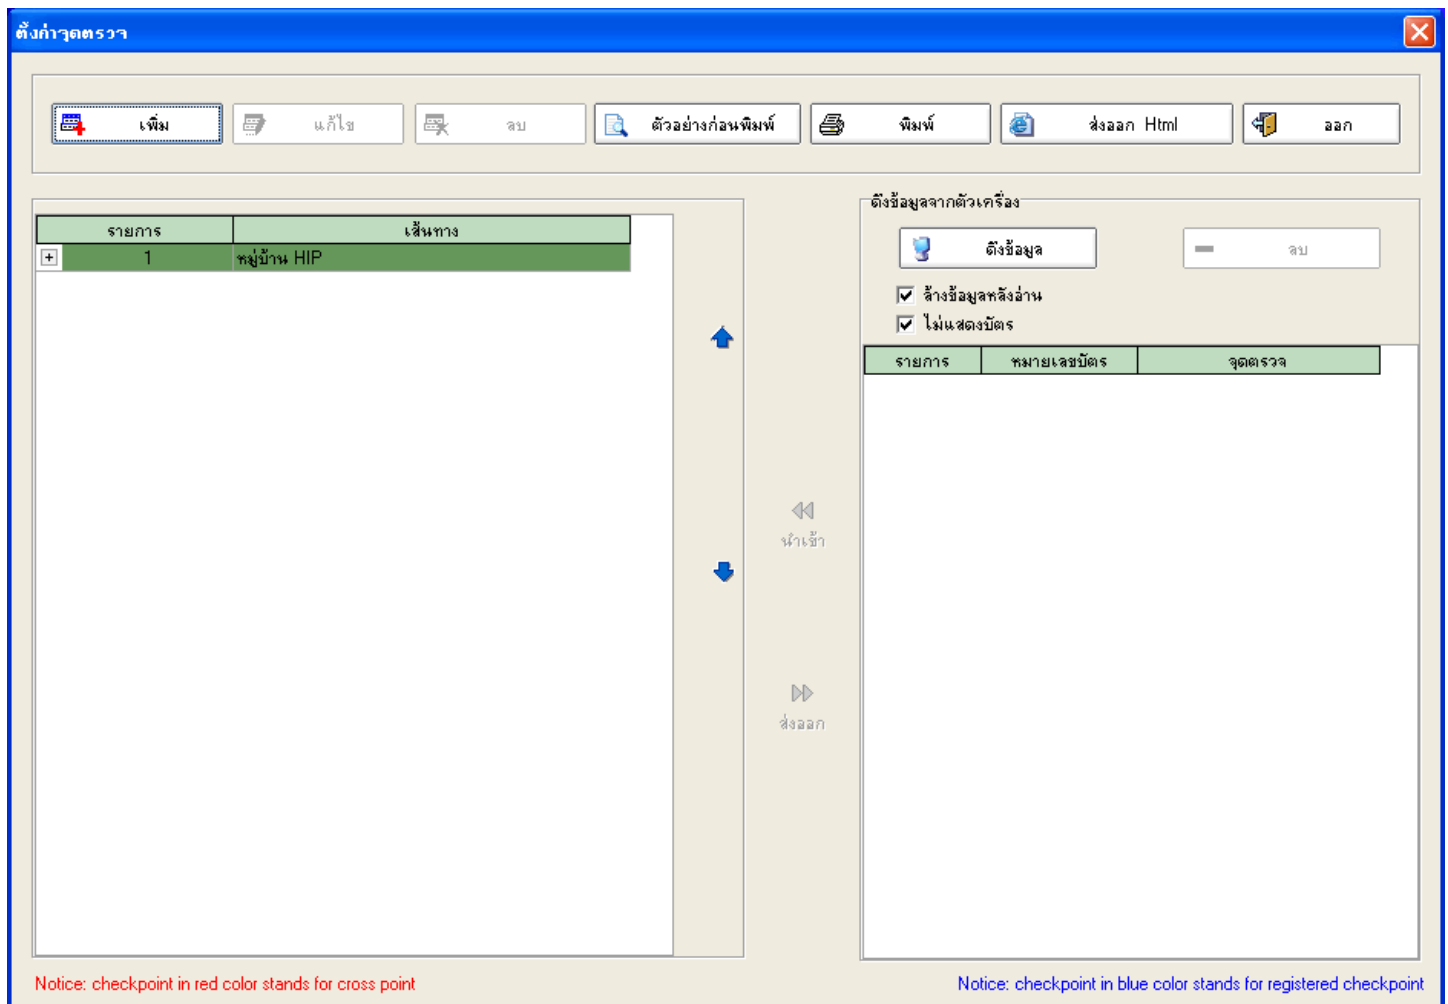 ตั้งค่าจุดตรวจ
เพิ่ม แก้ไข ลบ ตัวอย่างก่อนพิมพ์ พิมพ์ ส่งออก Html ออก
รายการ เส้นทาง
1 หมู่บ้าน HIP
นำเข้า
ส่งออก
ดึงข้อมูลจากตัวเครื่อง
ดึงข้อมูล ลบ
ล้างข้อมูลหลังอ่าน
ไม่แสดงบัตร
รายการ หมายเลขบัตร จุดตรวจ
Notice: checkpoint in red color stands for cross point
Notice: checkpoint in blue color stands for registered checkpoint